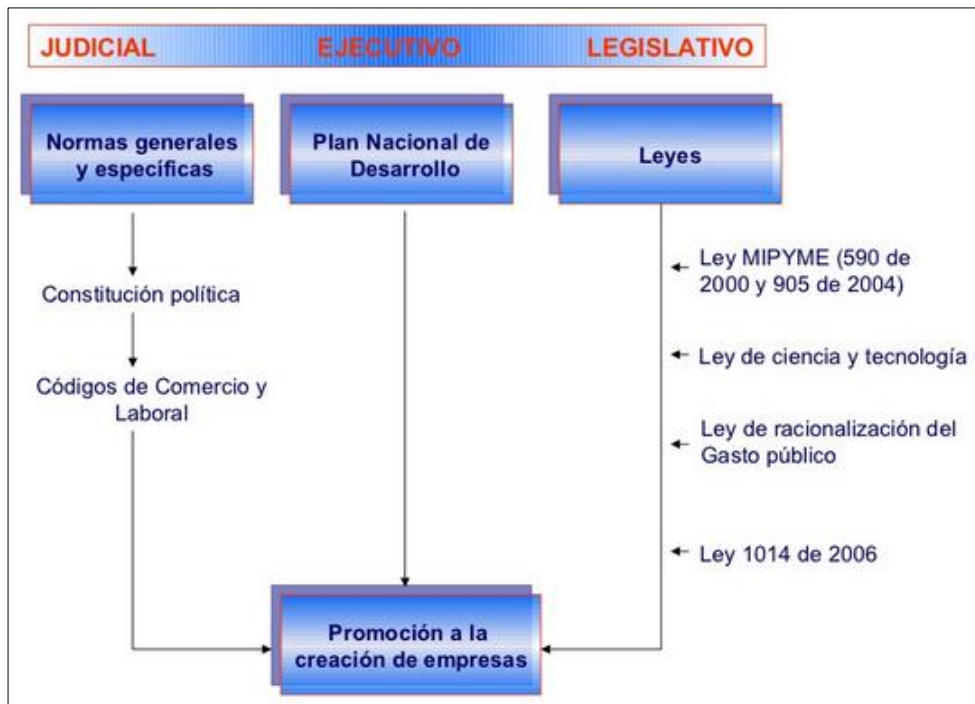 JUDICIAL EJECUTIVO LEGISLATIVO
Normas generales
y específicas
Plan Nacional de
Desarrollo
Leyes
Constitución política
Códigos de Comercio y
Laboral
Ley MIPYME (590 de
2000 y 905 de 2004)
Ley de ciencia y tecnología
Ley de racionalización del
Gasto público
Ley 1014 de 2006
Promoción a la
creación de empresas